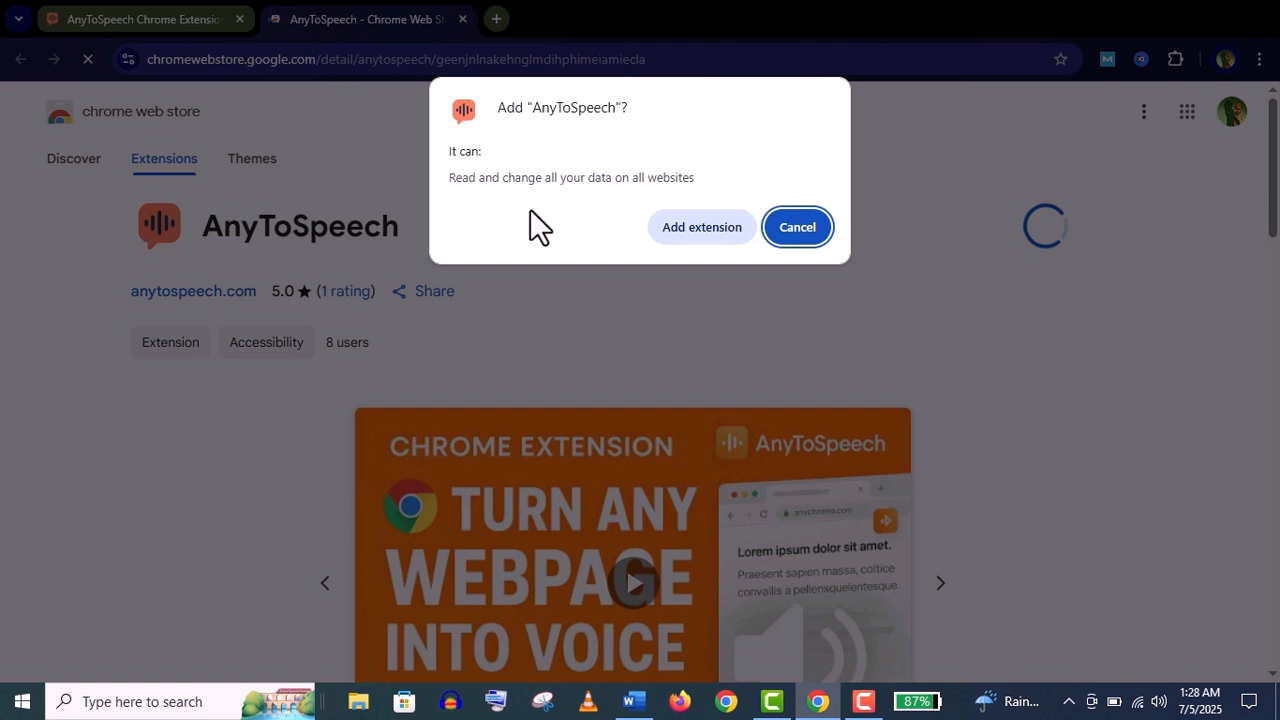 AnyToSpeech Chrome Extensio
AnyToSpeech - Chrome Web S
chromewebstore.google.com/detail/anytospeech/geenjnlnakehnglmdihphimeiamiecla
Add "AnyToSpeech"?
It can:
Read and change all your data on all websites
Add extension
Cancel
chrome web store
Discover
Extensions
Themes
AnyToSpeech
anytospeech.com
5.0 ★ (1 rating)
Share
Extension
Accessibility
8 users
CHROME EXTENSION
TURN ANY
WEBPAGE
INTO VOICE
AnyToSpeech
anychrome.com
Lorem ipsum dolor sit amet.
Praesent sapien massa, coltice
convallis a pellensquelentesque.
Type here to search
87%
Rain...
1:28 AM
7/5/2025